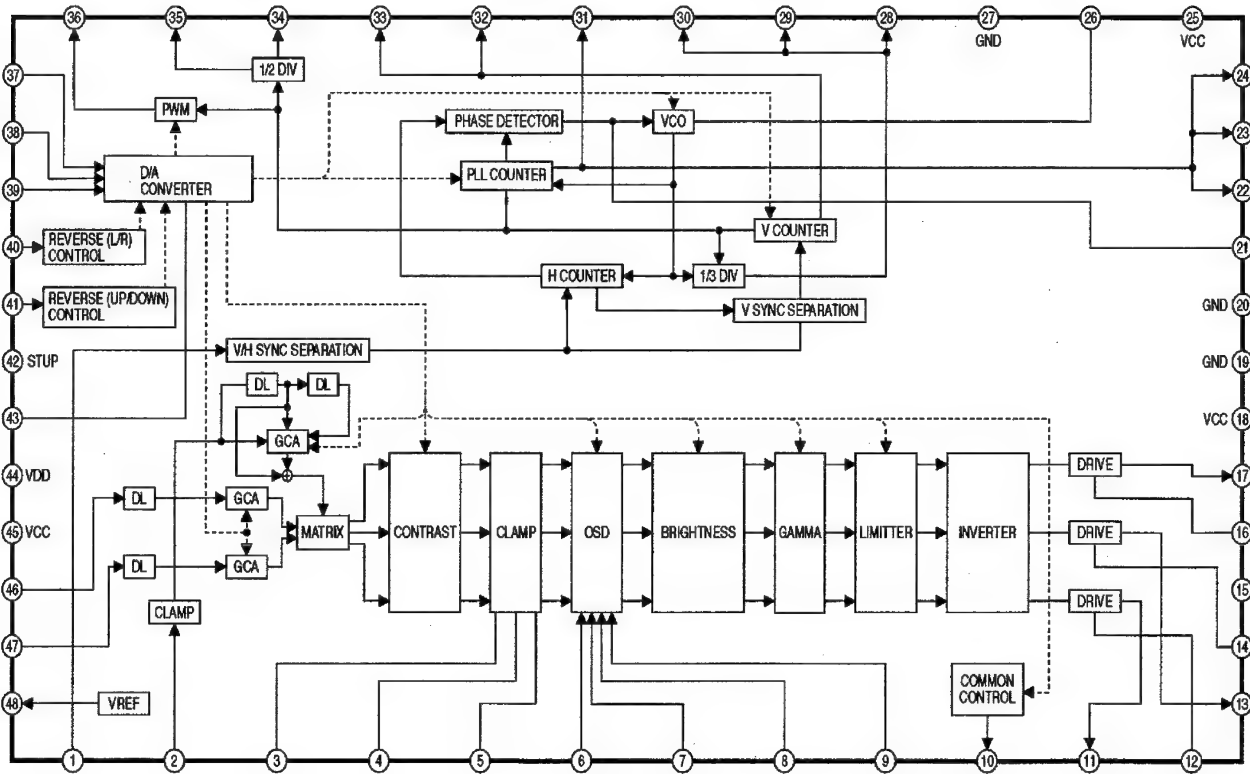 36 35 34 33 32 31 30 29 28 27 26 25
GND VCC
37 1/2 DIV 24
PWM PHASE DETECTOR VCO
38 23
D/A
CONVERTER PLL COUNTER
39 22
REVERSE (L/R)
CONTROL V COUNTER
40 21
H COUNTER 1/3 DIV
REVERSE (UP/DOWN)
CONTROL
41 GND 20
V SYNC SEPARATION
V/H SYNC SEPARATION
42 STUP GND 19
DL DL
43 VCC 18
GCA
44 VDD DRIVE 17
DL GCA
45 VCC MATRIX CONTRAST CLAMP OSD BRIGHTNESS GAMMA LIMITTER INVERTER DRIVE 16
DL GCA
46 15
CLAMP DRIVE
47 14
48 VREF COMMON
CONTROL 13
1 2 3 4 5 6 7 8 9 10 11 12